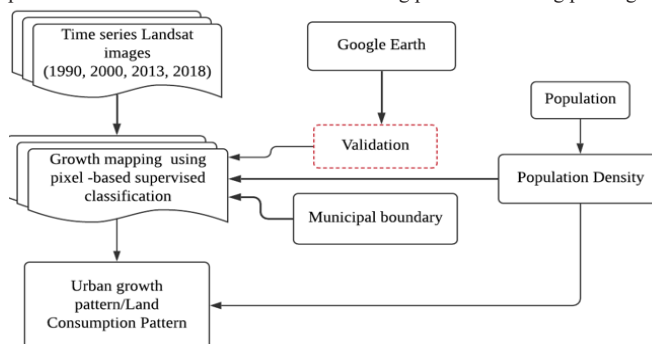 Time series Landsat
images
(1990, 2000, 2013, 2018)
Google Earth
Population
Validation
Growth mapping using
pixel -based supervised
classification
Population Density
Municipal boundary
Urban growth
pattern/Land
Consumption Pattern